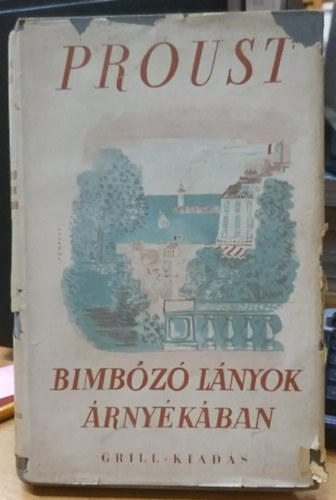 PROUST
BIMBÓZÓ LÁNYOK
ÁRNYÉKÁBAN
GRILL-KIADÁS